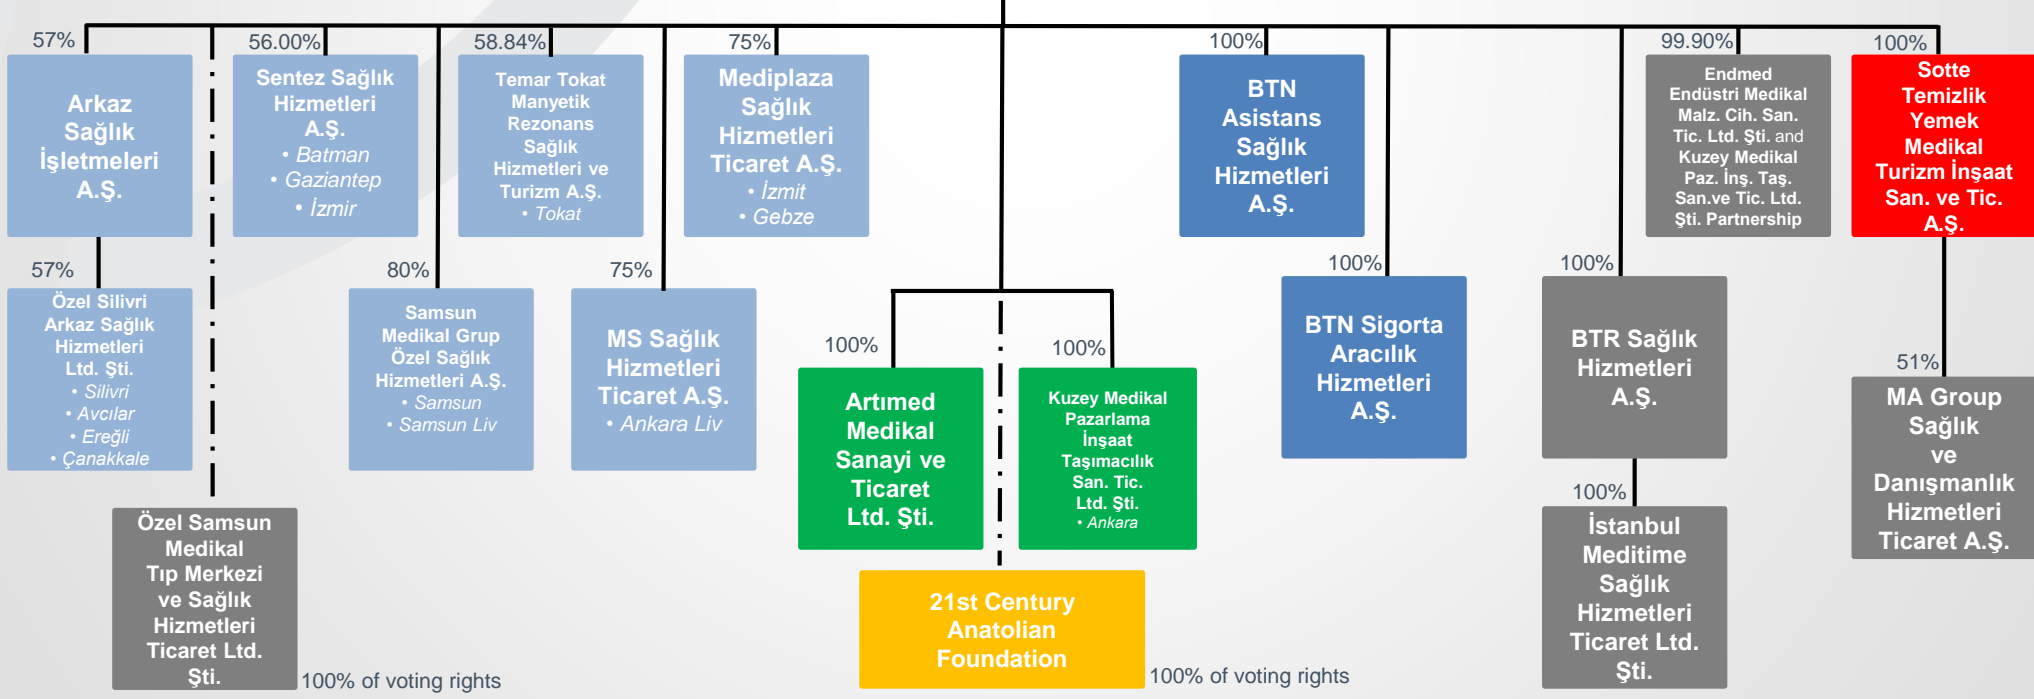 57%
Arkaz
Sağlık
İşletmeleri
A.Ş.
56.00%
Sentez Sağlık
Hizmetleri
A.Ş.
• Batman
• Gaziantep
• İzmir
58.84%
Temar Tokat
Manyetik
Rezonans
Sağlık
Hizmetleri ve
Turizm A.Ş.
• Tokat
75%
Mediplaza
Sağlık
Hizmetleri
Ticaret A.Ş.
• İzmit
• Gebze
100%
BTN
Asistans
Sağlık
Hizmetleri
A.Ş.
99.90%
Endmed
Endüstri Medikal
Malz. Cih. San.
Tic. Ltd. Şti. and
Kuzey Medikal
Paz. İnş. Taş.
San.ve Tic. Ltd.
Şti. Partnership
100%
Sotte
Temizlik
Yemek
Medikal
Turizm İnşaat
San. ve Tic.
A.Ş.
57%
Özel Silivri
Arkaz Sağlık
Hizmetleri
Ltd. Şti.
• Silivri
• Avcılar
• Ereğli
• Çanakkale
80%
Samsun
Medikal Grup
Özel Sağlık
Hizmetleri A.Ş.
• Samsun
• Samsun Liv
75%
MS Sağlık
Hizmetleri
Ticaret A.Ş.
• Ankara Liv
100%
Artımed
Medikal
Sanayi ve
Ticaret
Ltd. Şti.
100%
Kuzey Medikal
Pazarlama
İnşaat
Taşımacılık
San. Tic.
Ltd. Şti.
• Ankara
100%
BTN Sigorta
Aracılık
Hizmetleri
A.Ş.
100%
BTR Sağlık
Hizmetleri
A.Ş.
51%
MA Group
Sağlık
ve
Danışmanlık
Hizmetleri
Ticaret A.Ş.
Özel Samsun
Medikal
Tıp Merkezi
ve Sağlık
Hizmetleri
Ticaret Ltd.
Şti.
100% of voting rights
21st Century
Anatolian
Foundation
100% of voting rights
100%
İstanbul
Meditime
Sağlık
Hizmetleri
Ticaret Ltd.
Şti.